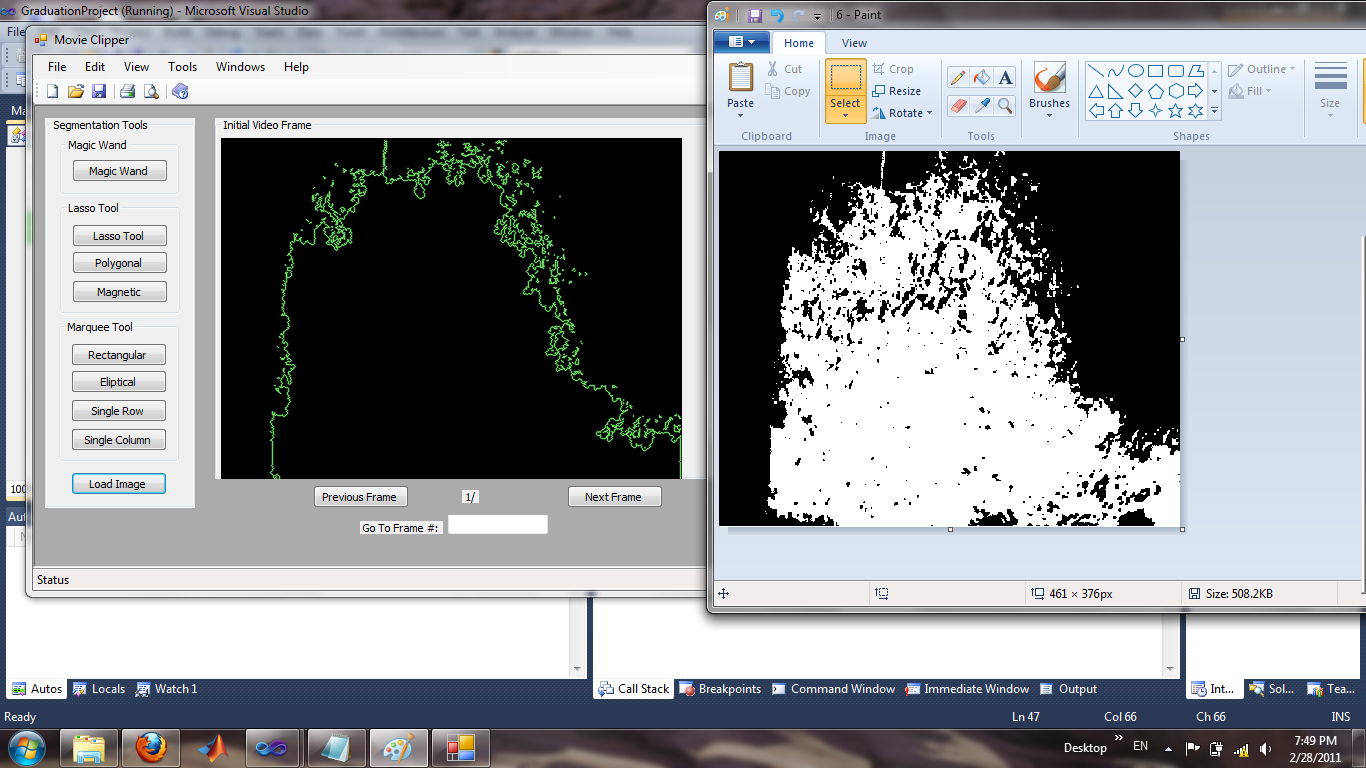 GraduationProject (Running) - Microsoft Visual Studio
File
Movie Clipper
File Edit View Tools Windows Help
Segmentation Tools
Magic Wand
Magic Wand
Lasso Tool
Lasso Tool
Polygonal
Magnetic
Marquee Tool
Rectangular
Eliptical
Single Row
Single Column
Load Image
Initial Video Frame
Previous Frame 1/ Next Frame
Go To Frame #:
Status
6 - Paint
Home View
Paste
Cut
Copy
Clipboard
Select
Crop
Resize
Rotate
Image
A
Tools
Brushes
Shapes
Outline
Fill
Size
461 × 376px Size: 508.2KB
Ma
100
Aut
N
Autos Locals Watch 1
Call Stack Breakpoints Command Window Immediate Window Output
Int... Sol... Tea...
Ready Ln 47 Col 66 Ch 66 INS
Desktop » EN
7:49 PM
2/28/2011